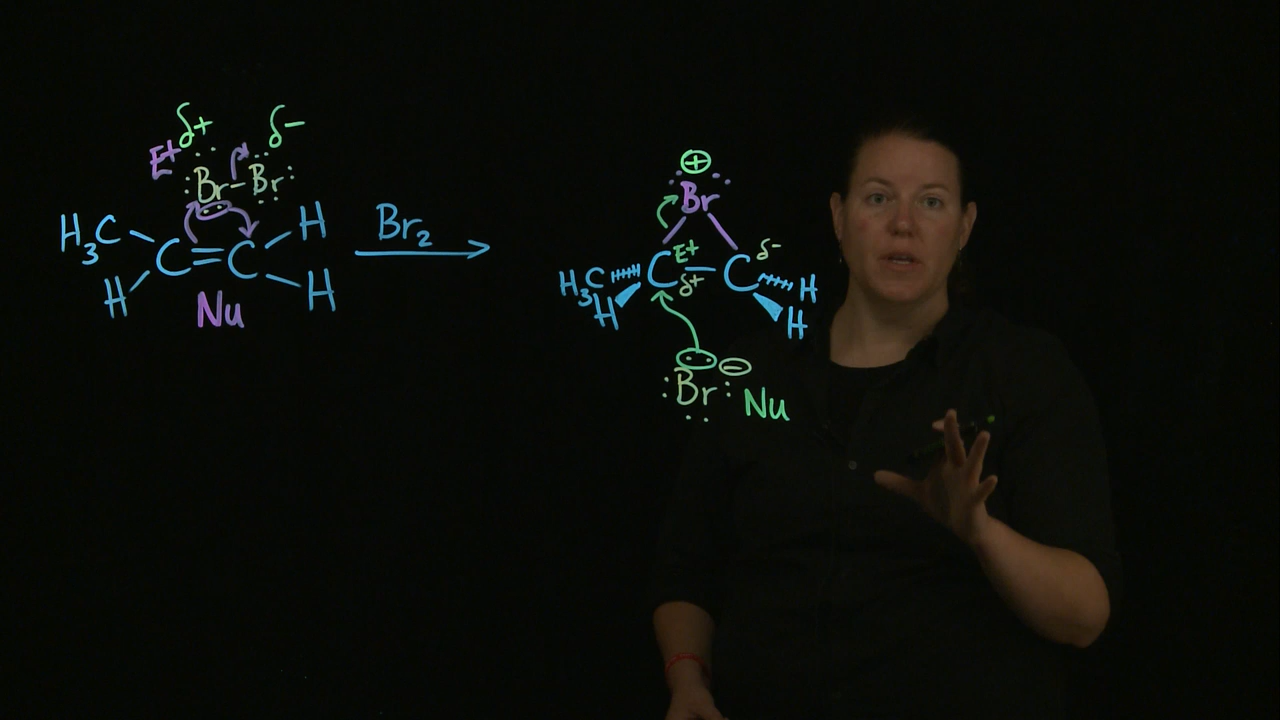 δ+ δ−
E+
:Br–Br:
H3C C=C H
H H
Nu
Br2
⊕
Br
E+ δ−
H3C C–C H
δ+
H H
:Br: ⊖
Nu